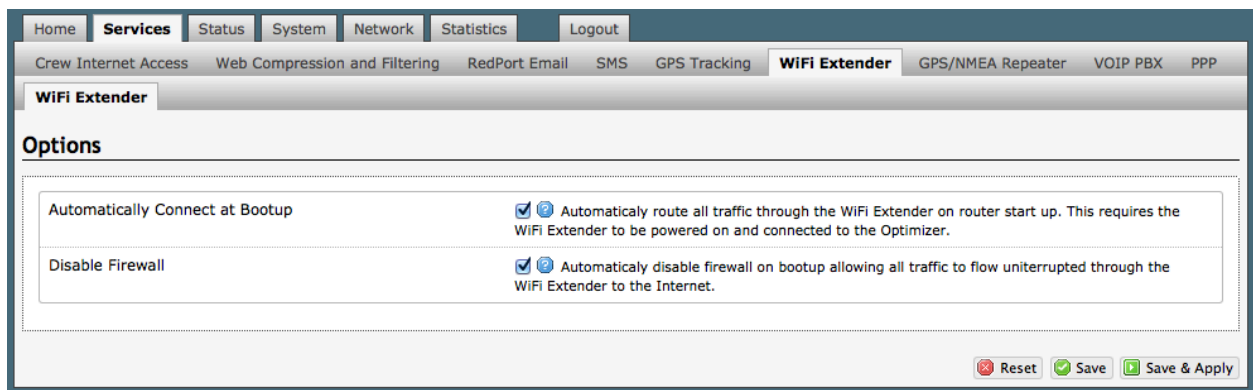 Home Services Status System Network Statistics Logout
Crew Internet Access Web Compression and Filtering RedPort Email SMS GPS Tracking WiFi Extender GPS/NMEA Repeater VOIP PBX PPP
WiFi Extender
Options
Automatically Connect at Bootup
Automaticaly route all traffic through the WiFi Extender on router start up. This requires the
WiFi Extender to be powered on and connected to the Optimizer.
Disable Firewall
Automaticaly disable firewall on bootup allowing all traffic to flow uniterrupted through the
WiFi Extender to the Internet.
Reset Save Save & Apply